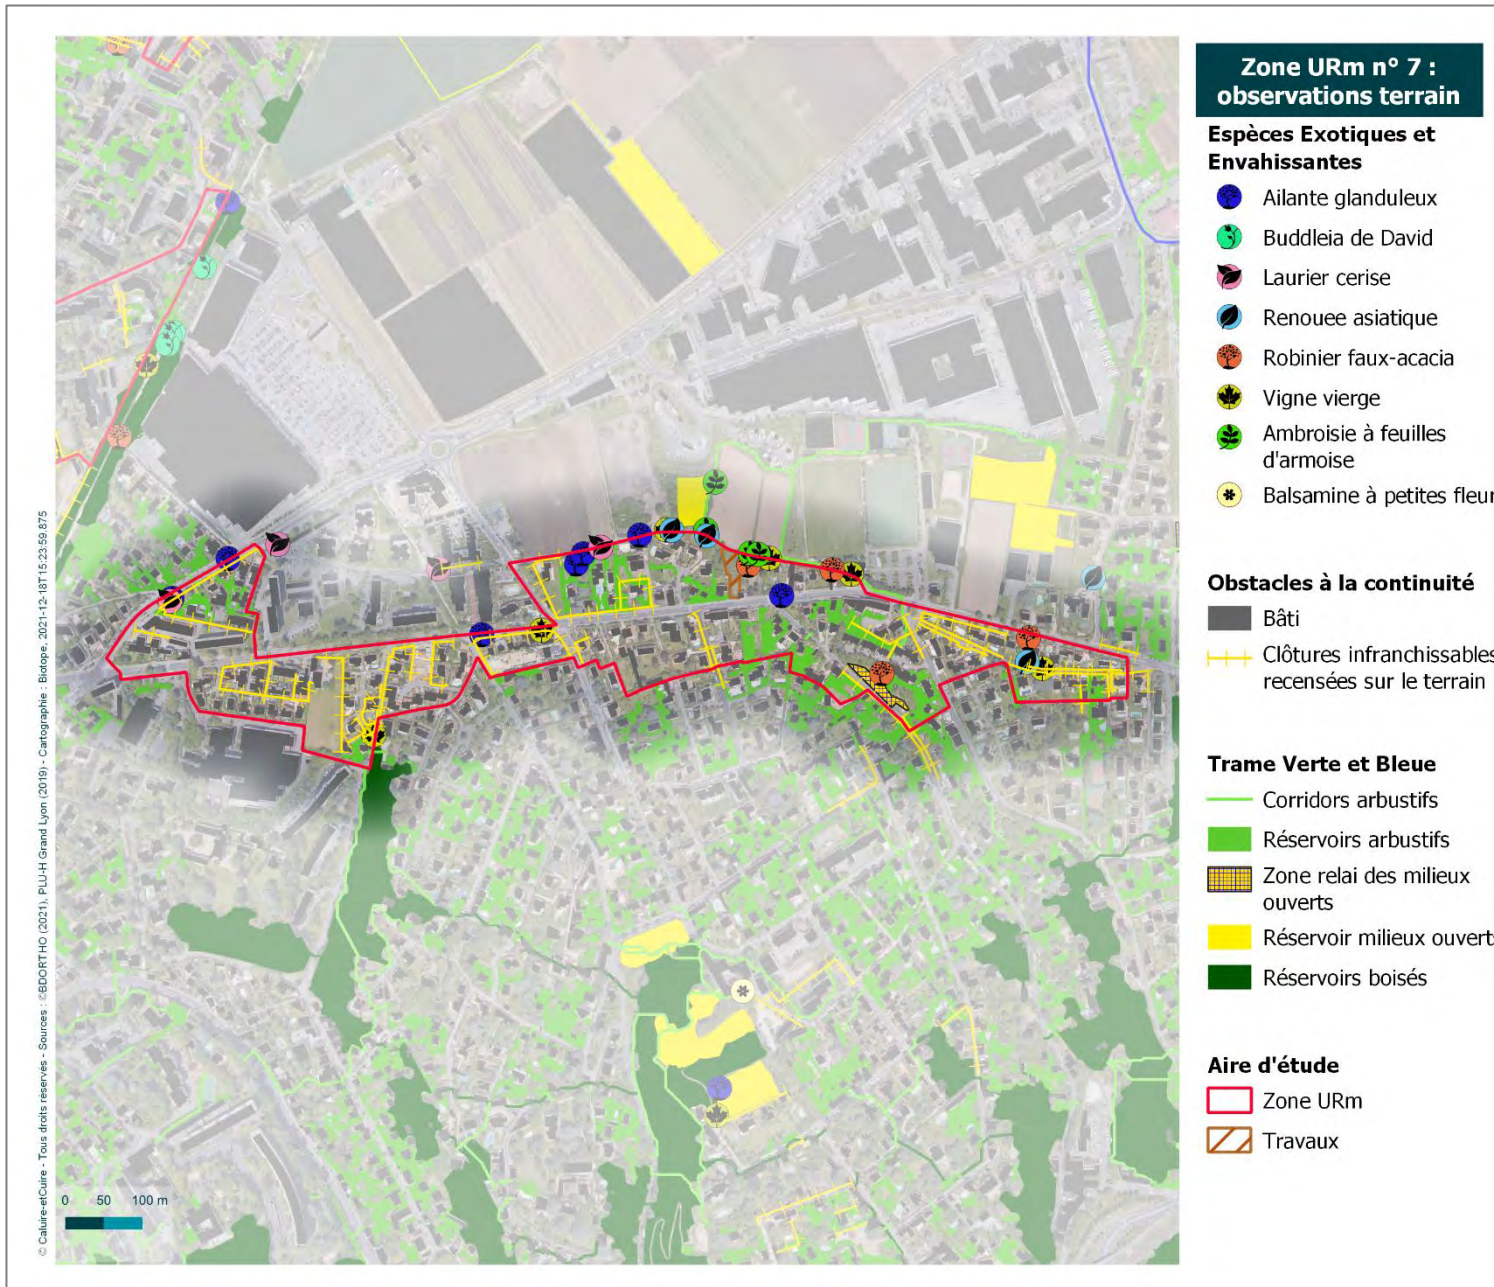 Zone URm n° 7 :
observations terrain
Espèces Exotiques et
Envahissantes
Ailante glanduleux
Buddleia de David
Laurier cerise
Renouee asiatique
Robinier faux-acacia
Vigne vierge
Ambroisie à feuilles
d'armoise
Balsamine à petites fleur
Obstacles à la continuité
Bâti
Clôtures infranchissables
recensées sur le terrain
Trame Verte et Bleue
Corridors arbustifs
Réservoirs arbustifs
Zone relai des milieux
ouverts
Réservoir milieux ouverts
Réservoirs boisés
Aire d'étude
Zone URm
Travaux
0 50 100 m
© Caluire-etCuire - Tous droits réservés - Sources : ©BDORTHO (2021), PLU-H Grand Lyon (2019) - Cartographie : Biotope, 2021-12-18T15:23:59.875